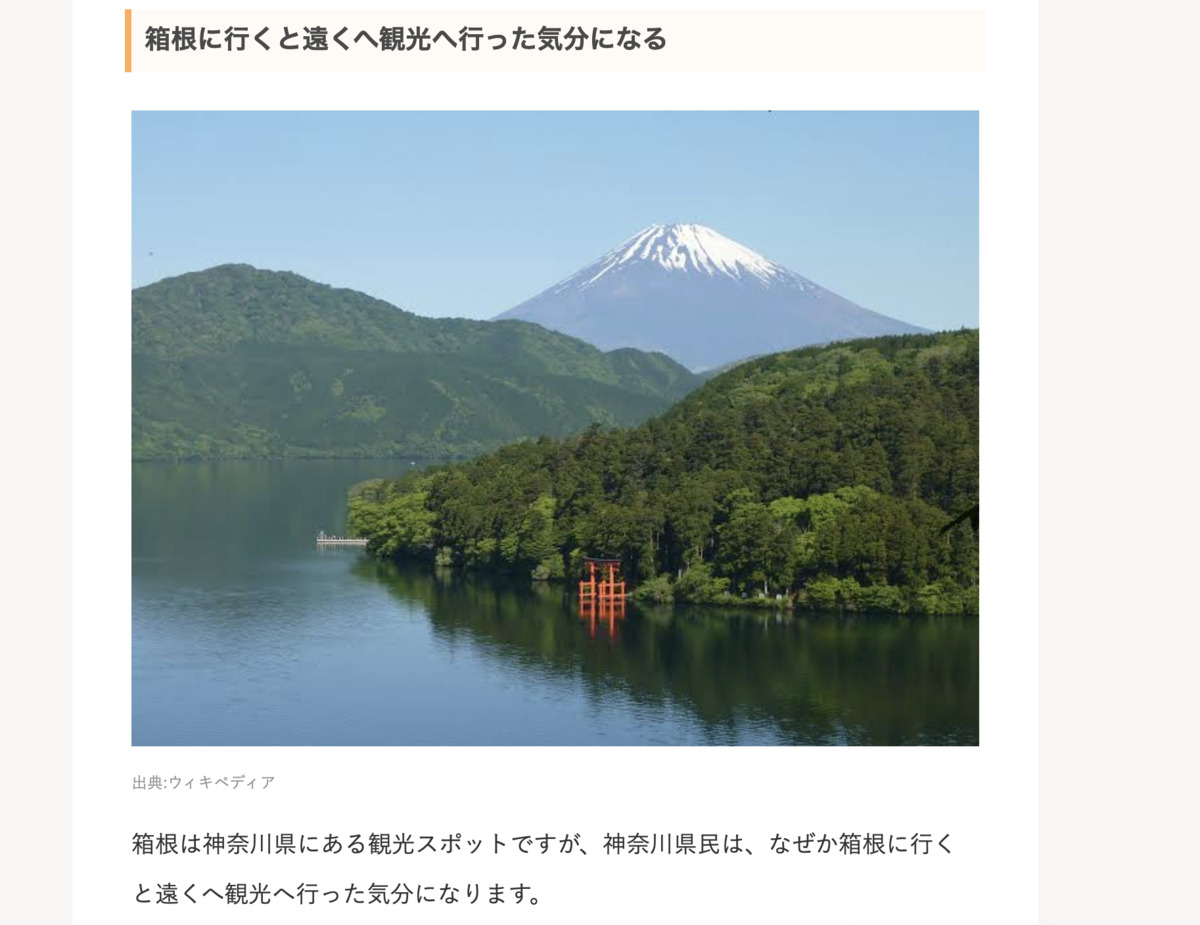 箱根に行くと遠くへ観光へ行った気分になる
出典:ウィキペディア
箱根は神奈川県にある観光スポットですが、神奈川県民は、なぜか箱根に行く
と遠くへ観光へ行った気分になります。